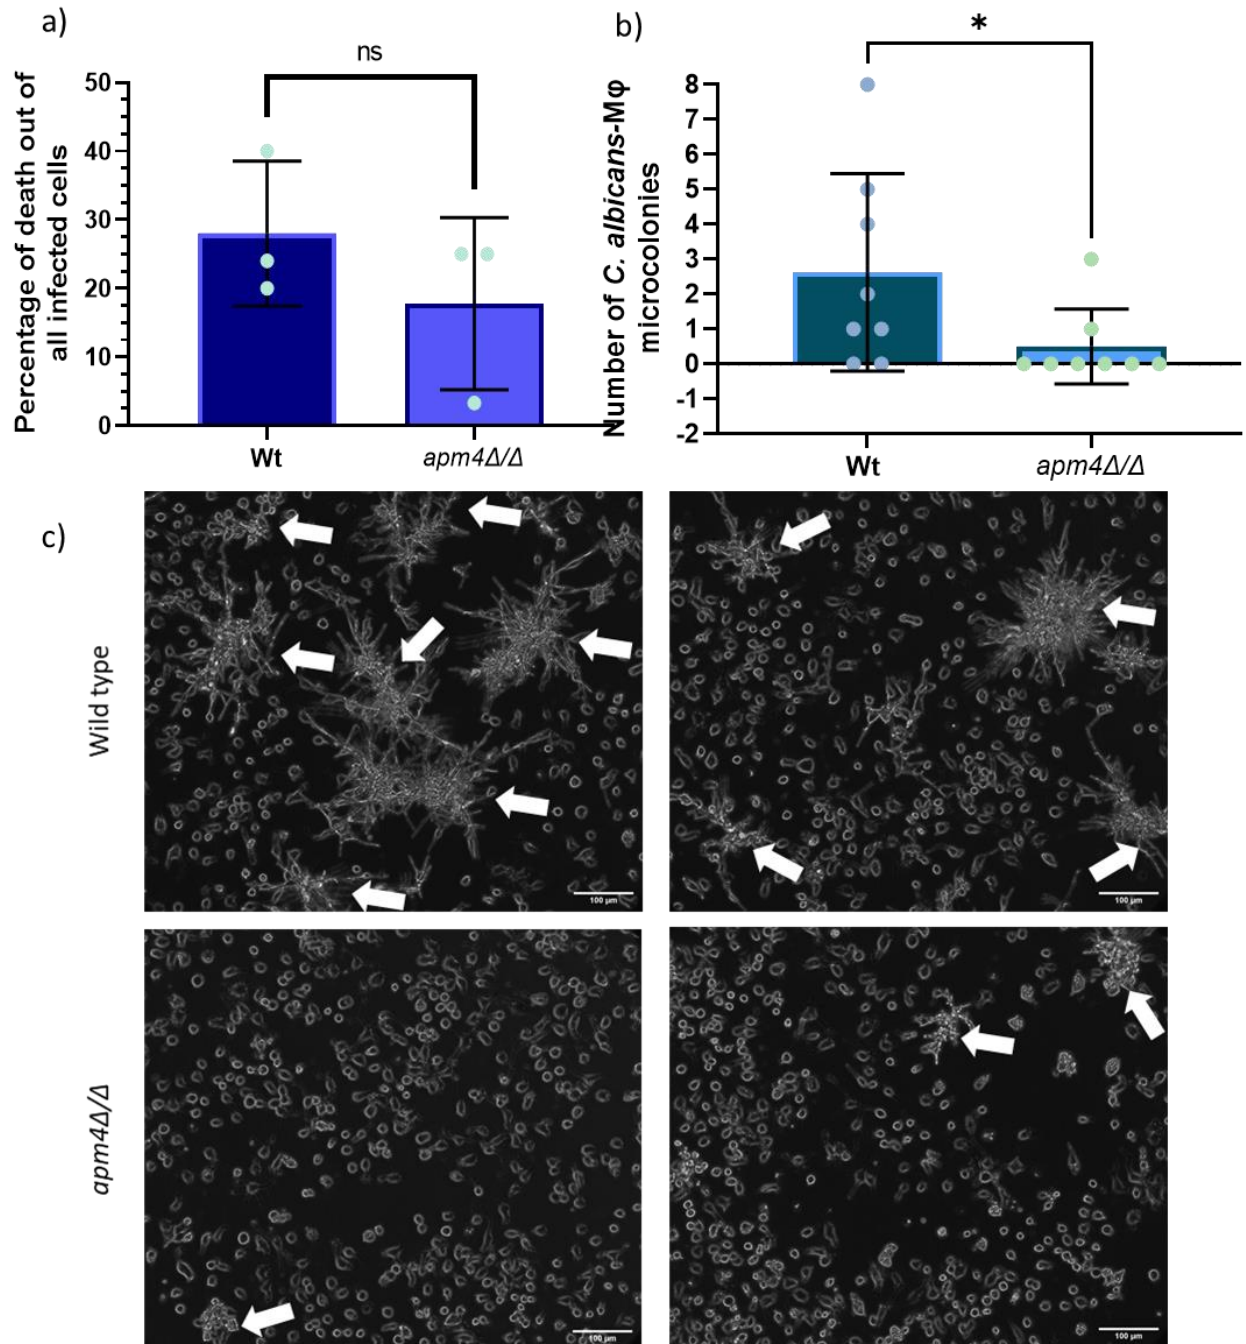 a)
ns
Percentage of death out of
all infected cells
50
40
30
20
10
0
Wt
apm4Δ/Δ
b)
*
Number of C. albicans-Mφ
microcolonies
8
7
6
5
4
3
2
1
0
-1
-2
Wt
apm4Δ/Δ
c)
Wild type
100 µm
100 µm
apm4Δ/Δ
100 µm
100 µm